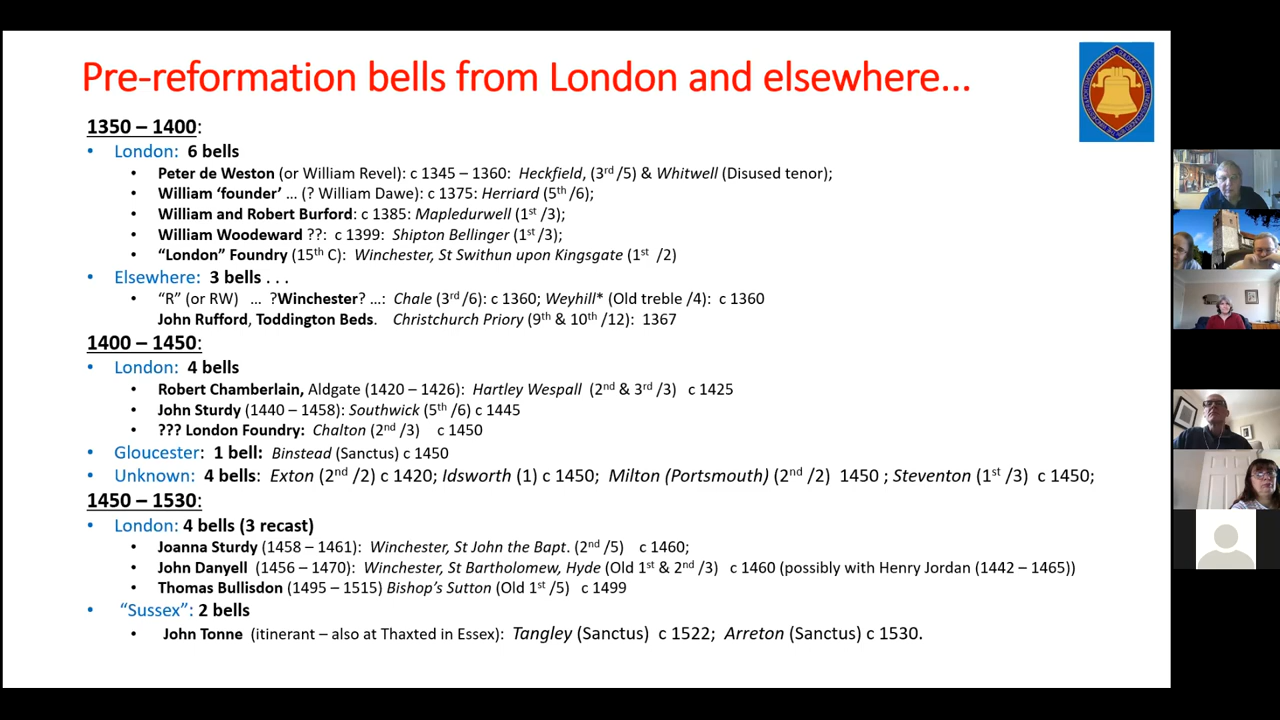 Pre-reformation bells from London and elsewhere...
1350 – 1400:
• London: 6 bells
• Peter de Weston (or William Revel): c 1345 – 1360: Heckfield, (3rd /5) & Whitwell (Disused tenor);
• William ‘founder’ … (? William Dawe): c 1375: Herriard (5th /6);
• William and Robert Burford: c 1385: Mapledurwell (1st /3);
• William Woodeward ??: c 1399: Shipton Bellinger (1st /3);
• “London” Foundry (15th C): Winchester, St Swithun upon Kingsgate (1st /2)
• Elsewhere: 3 bells . . .
• “R” (or RW) … ?Winchester? …: Chale (3rd /6): c 1360; Weyhill* (Old treble /4): c 1360
John Rufford, Toddington Beds. Christchurch Priory (9th & 10th /12): 1367
1400 – 1450:
• London: 4 bells
• Robert Chamberlain, Aldgate (1420 – 1426): Hartley Wespall (2nd & 3rd /3) c 1425
• John Sturdy (1440 – 1458): Southwick (5th /6) c 1445
• ??? London Foundry: Chalton (2nd /3) c 1450
• Gloucester: 1 bell: Binstead (Sanctus) c 1450
• Unknown: 4 bells: Exton (2nd /2) c 1420; Idsworth (1) c 1450; Milton (Portsmouth) (2nd /2) 1450 ; Steventon (1st /3) c 1450;
1450 – 1530:
• London: 4 bells (3 recast)
• Joanna Sturdy (1458 – 1461): Winchester, St John the Bapt. (2nd /5) c 1460;
• John Danyell (1456 – 1470): Winchester, St Bartholomew, Hyde (Old 1st & 2nd /3) c 1460 (possibly with Henry Jordan (1442 – 1465))
• Thomas Bullisdon (1495 – 1515) Bishop’s Sutton (Old 1st /5) c 1499
• “Sussex”: 2 bells
• John Tonne (itinerant – also at Thaxted in Essex): Tangley (Sanctus) c 1522; Arreton (Sanctus) c 1530.